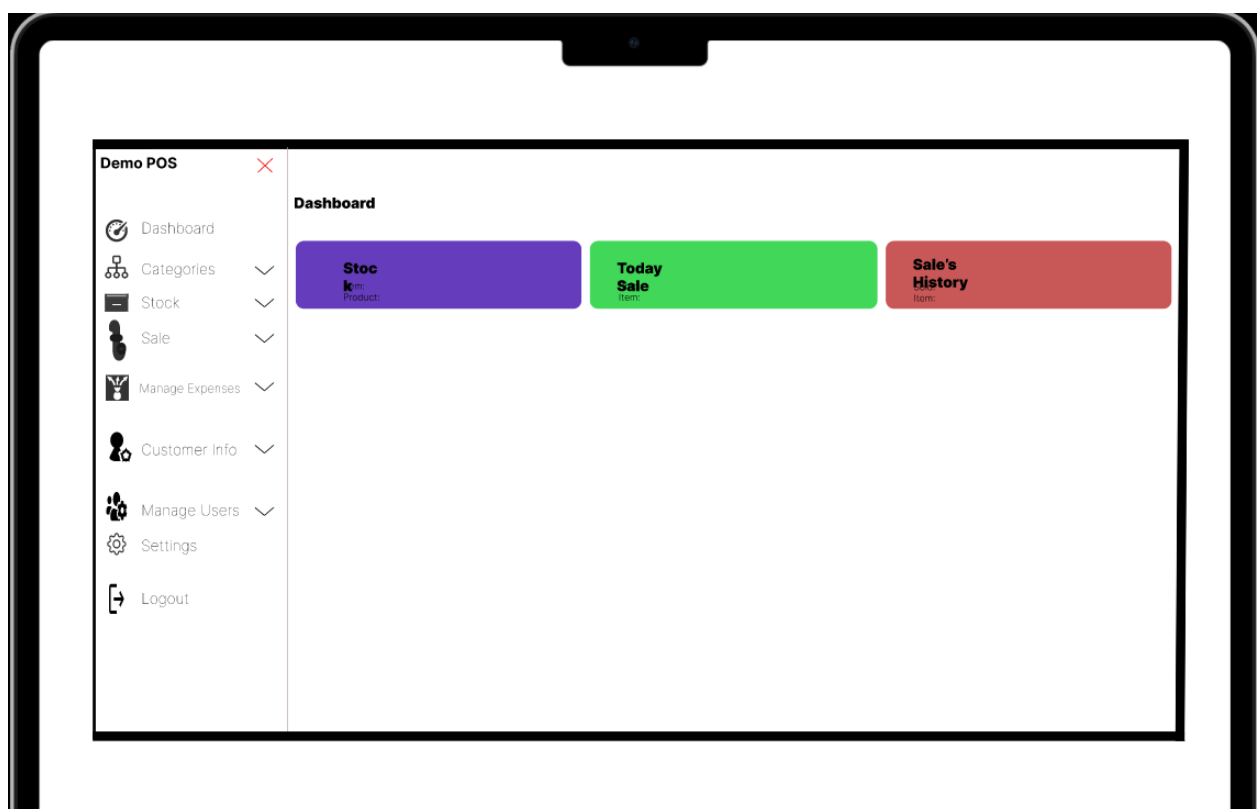 Demo POS
Dashboard
Categories
Stock
Sale
Manage Expenses
Customer Info
Manage Users
Settings
Logout
Dashboard
Stoc
k
Product:
Today
Sale
Item:
Sale's
History
Item: